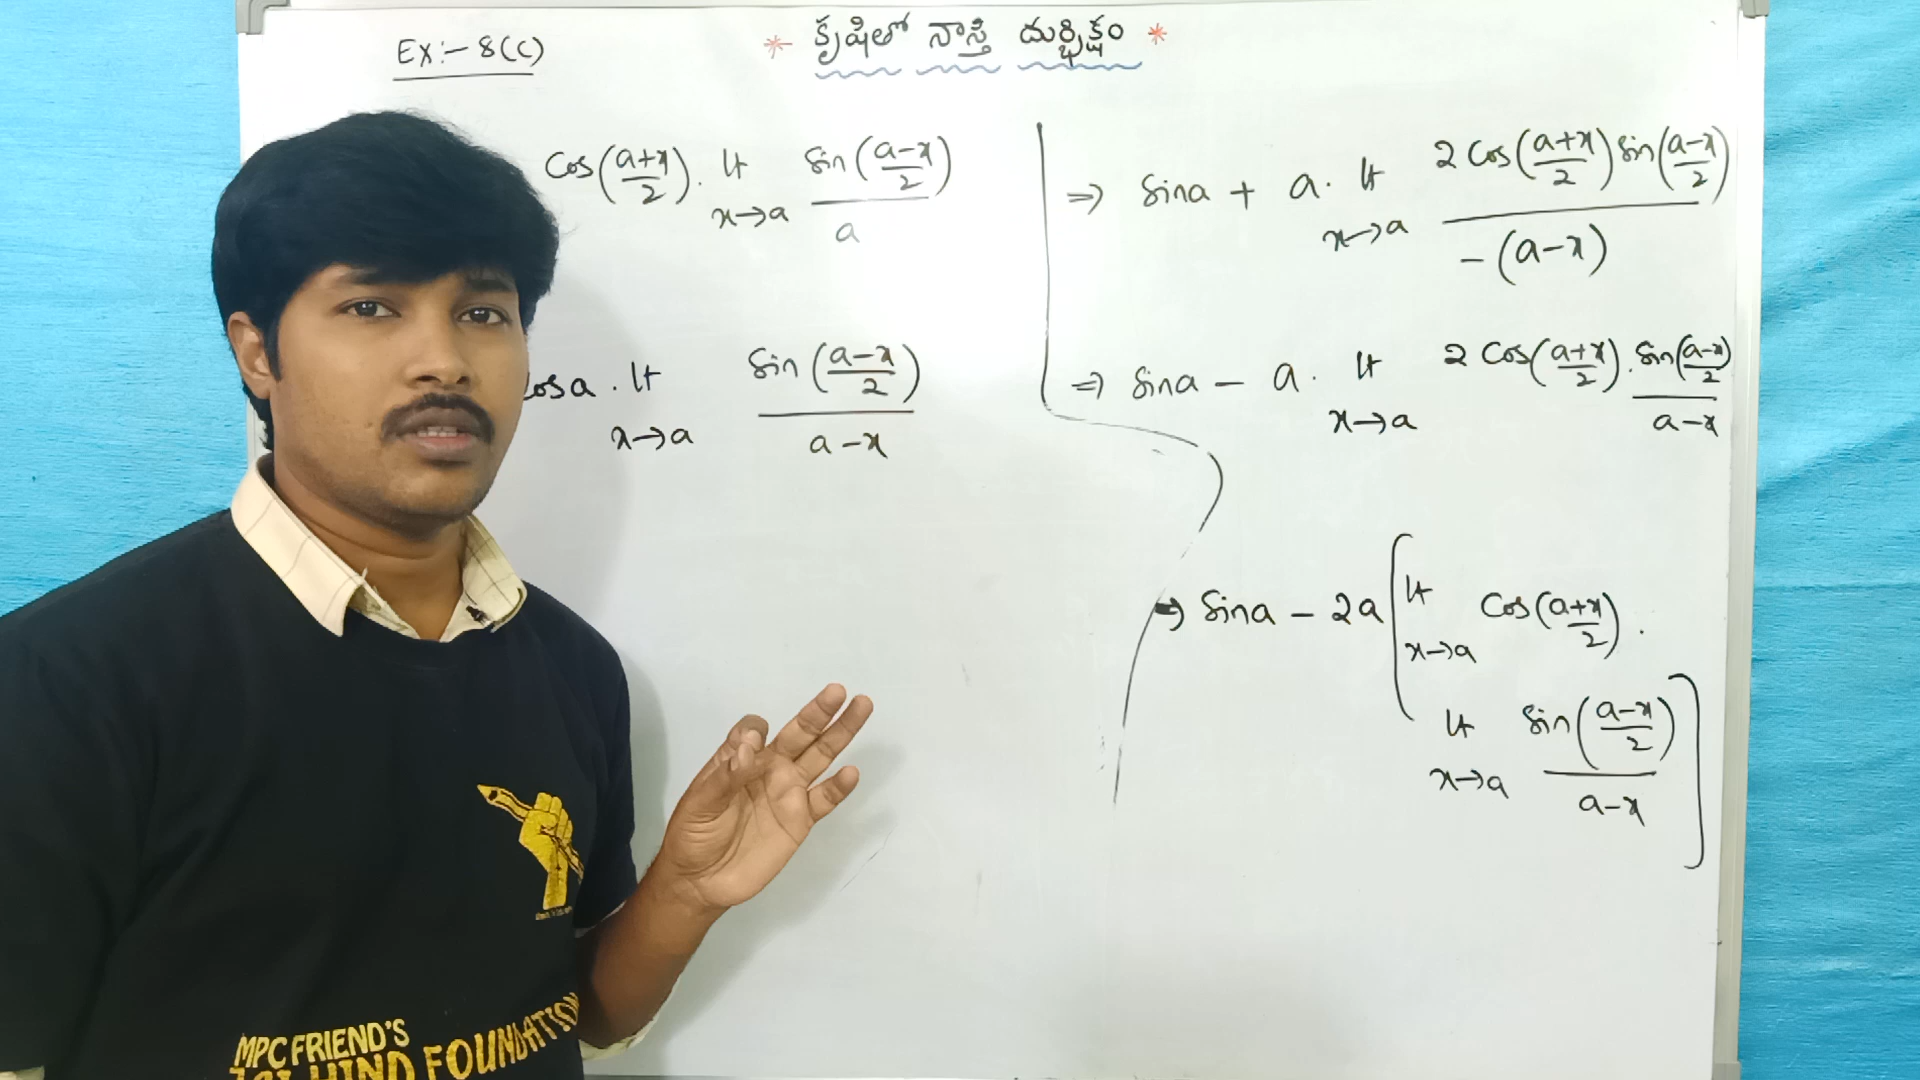 Ex:- 8(c)
* కృషితో నాస్తి దుర్భిక్షం *
Cos((a+x)/2) . lt x→a sin((a-x)/2)/a
Cosa . lt x→a Sin((a-x)/2)/(a-x)
⇒ Sina + a. lt x→a 2 Cos((a+x)/2) Sin((a-x)/2)/-(a-x)
⇒ Sina - a. lt x→a 2 Cos((a+x)/2) . Sin((a-x)/2)/(a-x)
⇒ Sina - 2a [ lt x→a Cos((a+x)/2) .
lt x→a Sin((a-x)/2)/(a-x) ]
MPC FRIEND'S
HIND FOUNDATION